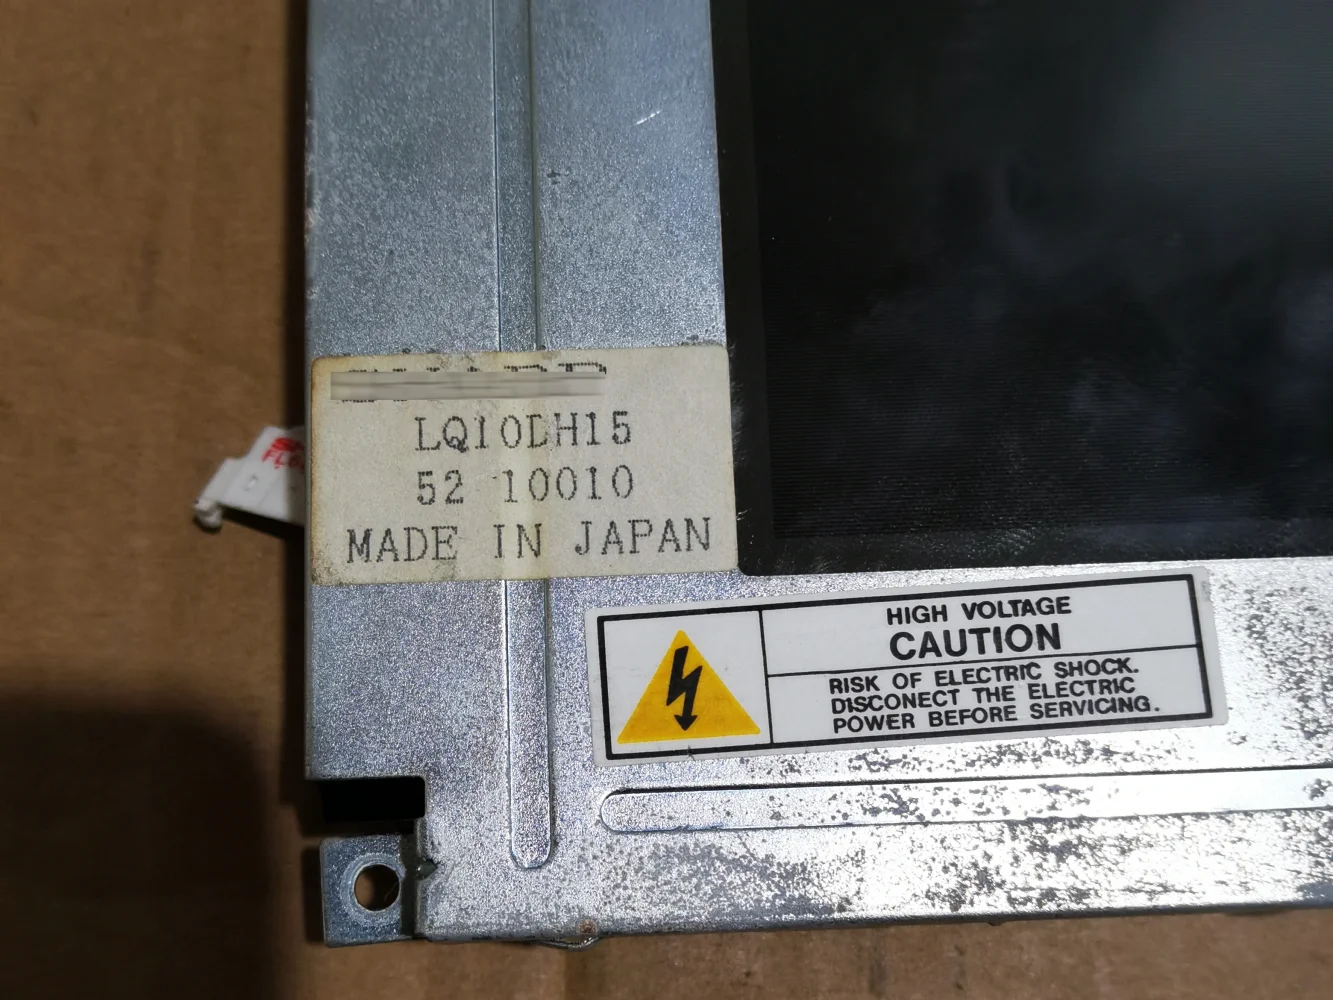 LQ10DH15
52 10010
MADE IN JAPAN
HIGH VOLTAGE
CAUTION
RISK OF ELECTRIC SHOCK.
DISCONECT THE ELECTRIC
POWER BEFORE SERVICING.